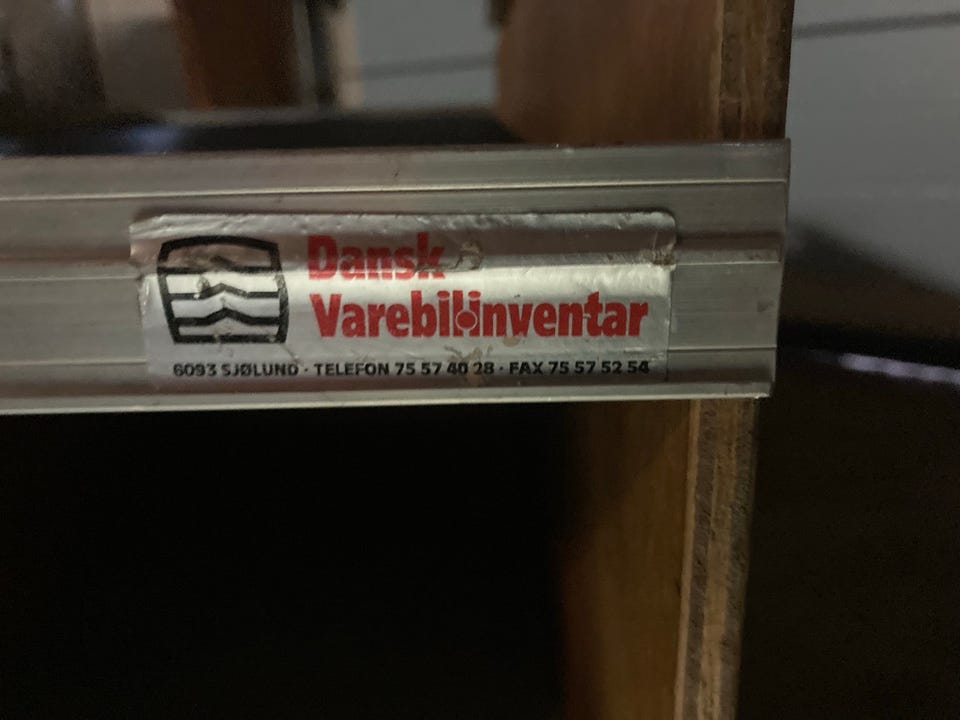 Dansk
Varebilinventar
6093 SJØLUND · TELEFON 75 57 40 28 · FAX 75 57 52 54